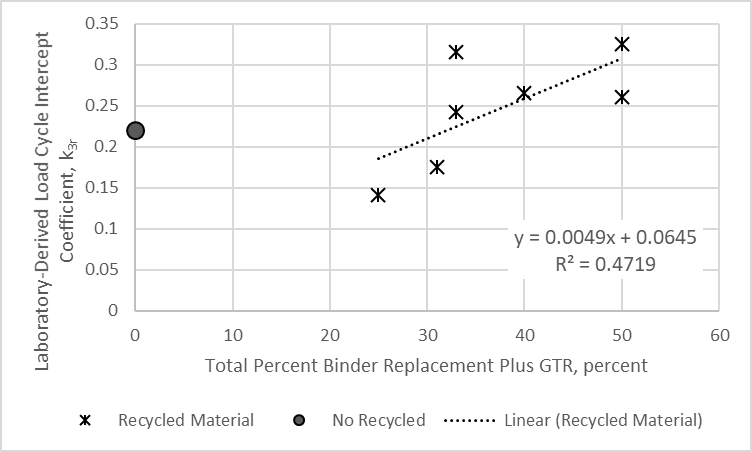 Laboratory-Derived Load Cycle Intercept
Coefficient, k3r
0.35
0.3
0.25
0.2
0.15
0.1
0.05
0
y = 0.0049x + 0.0645
R² = 0.4719
0 10 20 30 40 50 60
Total Percent Binder Replacement Plus GTR, percent
Recycled Material No Recycled Linear (Recycled Material)